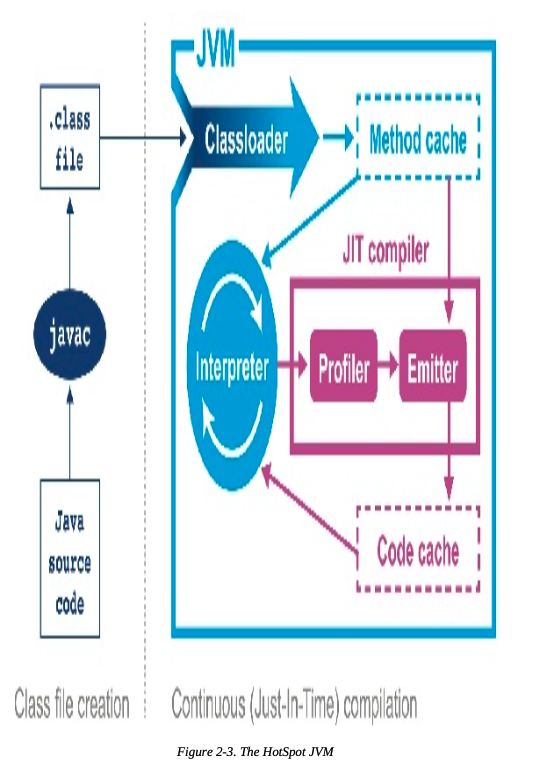 JVM
.class
file
Classloader
Method cache
JIT compiler
javac
Interpreter
Profiler
Emitter
Java
source
code
Code cache
Class file creation
Continuous (Just-In-Time) compilation
Figure 2-3. The HotSpot JVM